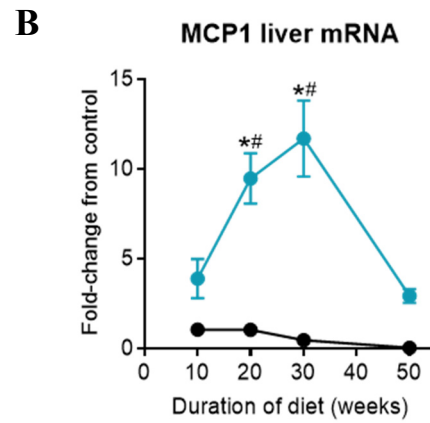 B
MCP1 liver mRNA
Fold-change from control
15
10
5
0
*#
*#
0 10 20 30 40 50
Duration of diet (weeks)